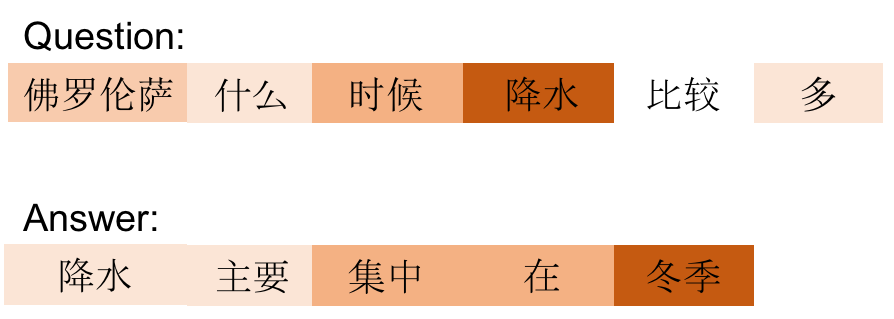 Question:
佛罗伦萨 什么 时候 降水 比较 多
Answer:
降水 主要 集中 在 冬季